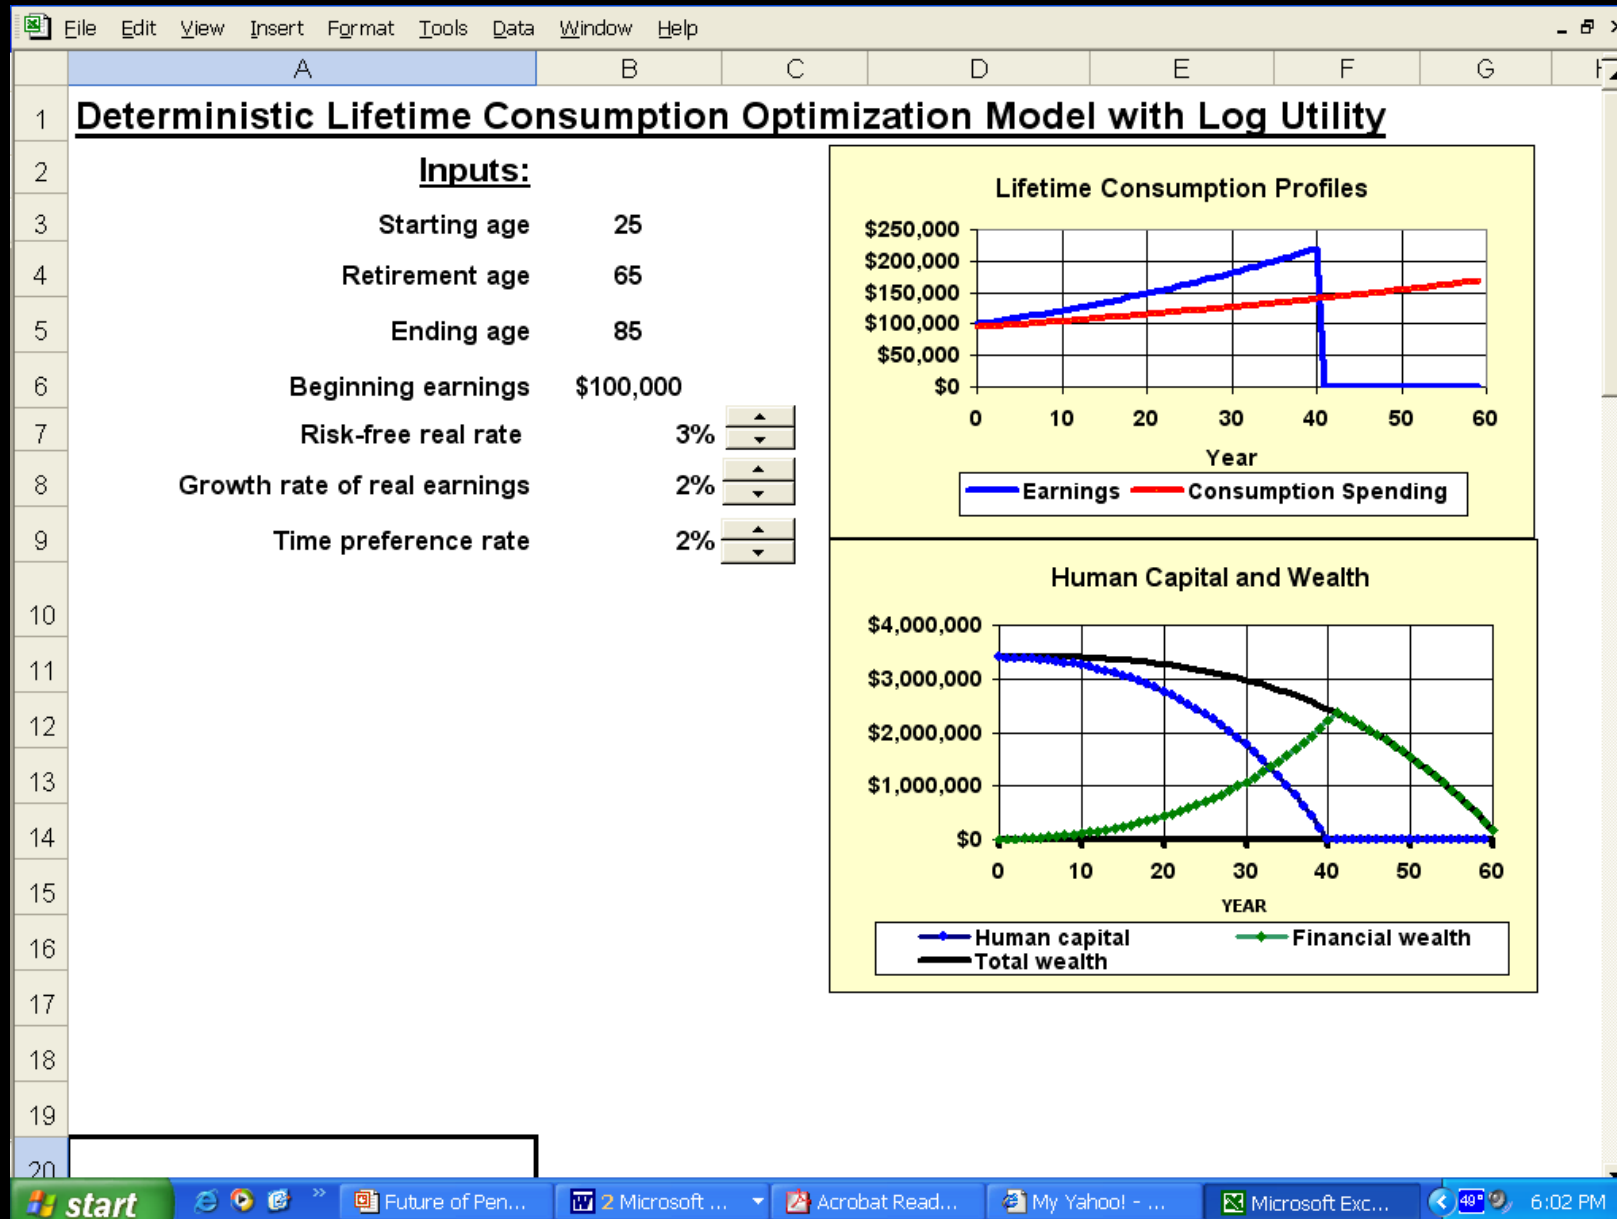 File Edit View Insert Format Tools Data Window Help
A B C D E F G
1 Deterministic Lifetime Consumption Optimization Model with Log Utility
2 Inputs:
3 Starting age 25
4 Retirement age 65
5 Ending age 85
6 Beginning earnings $100,000
7 Risk-free real rate 3%
8 Growth rate of real earnings 2%
9 Time preference rate 2%
10
11
12
13
14
15
16
17
18
19
20
Lifetime Consumption Profiles
$250,000
$200,000
$150,000
$100,000
$50,000
$0
0 10 20 30 40 50 60
Year
Earnings Consumption Spending
Human Capital and Wealth
$4,000,000
$3,000,000
$2,000,000
$1,000,000
$0
0 10 20 30 40 50 60
YEAR
Human capital Financial wealth
Total wealth
start » Future of Pen... 2 Microsoft ... Acrobat Read... My Yahoo! - ... Microsoft Exc... 49° 6:02 PM